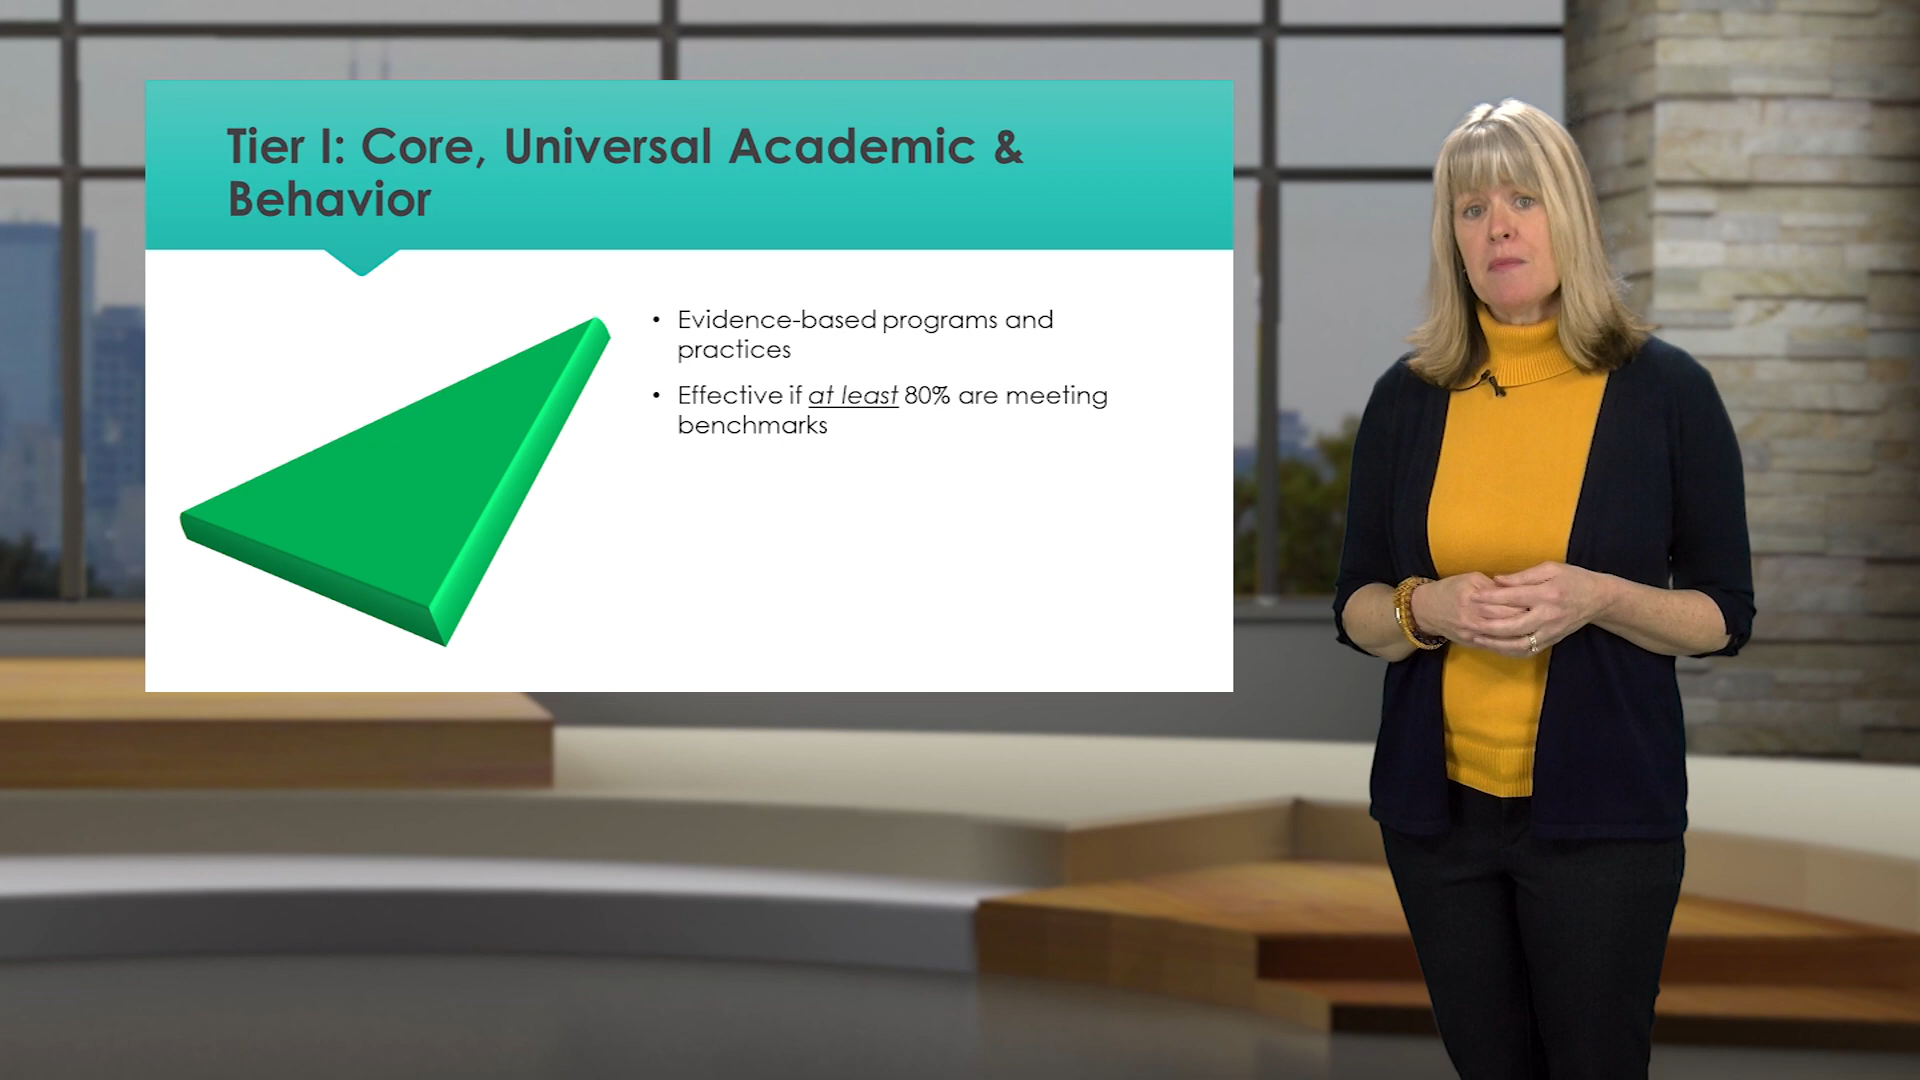 Tier I: Core, Universal Academic &
Behavior
• Evidence-based programs and
practices
• Effective if at least 80% are meeting
benchmarks